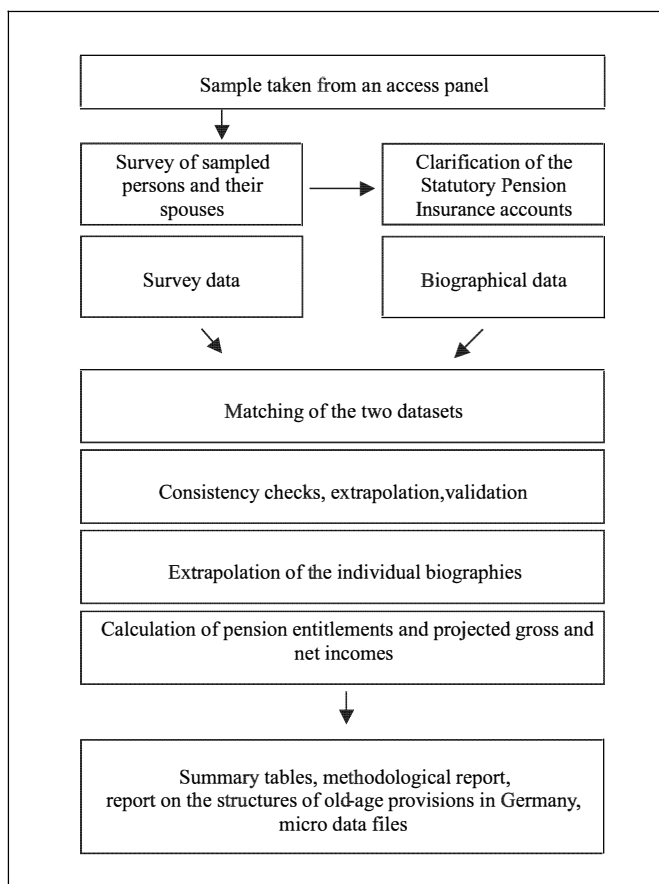 Sample taken from an access panel
Survey of sampled
persons and their
spouses
Clarification of the
Statutory Pension
Insurance accounts
Survey data
Biographical data
Matching of the two datasets
Consistency checks, extrapolation,validation
Extrapolation of the individual biographies
Calculation of pension entitlements and projected gross and
net incomes
Summary tables, methodological report,
report on the structures of old-age provisions in Germany,
micro data files